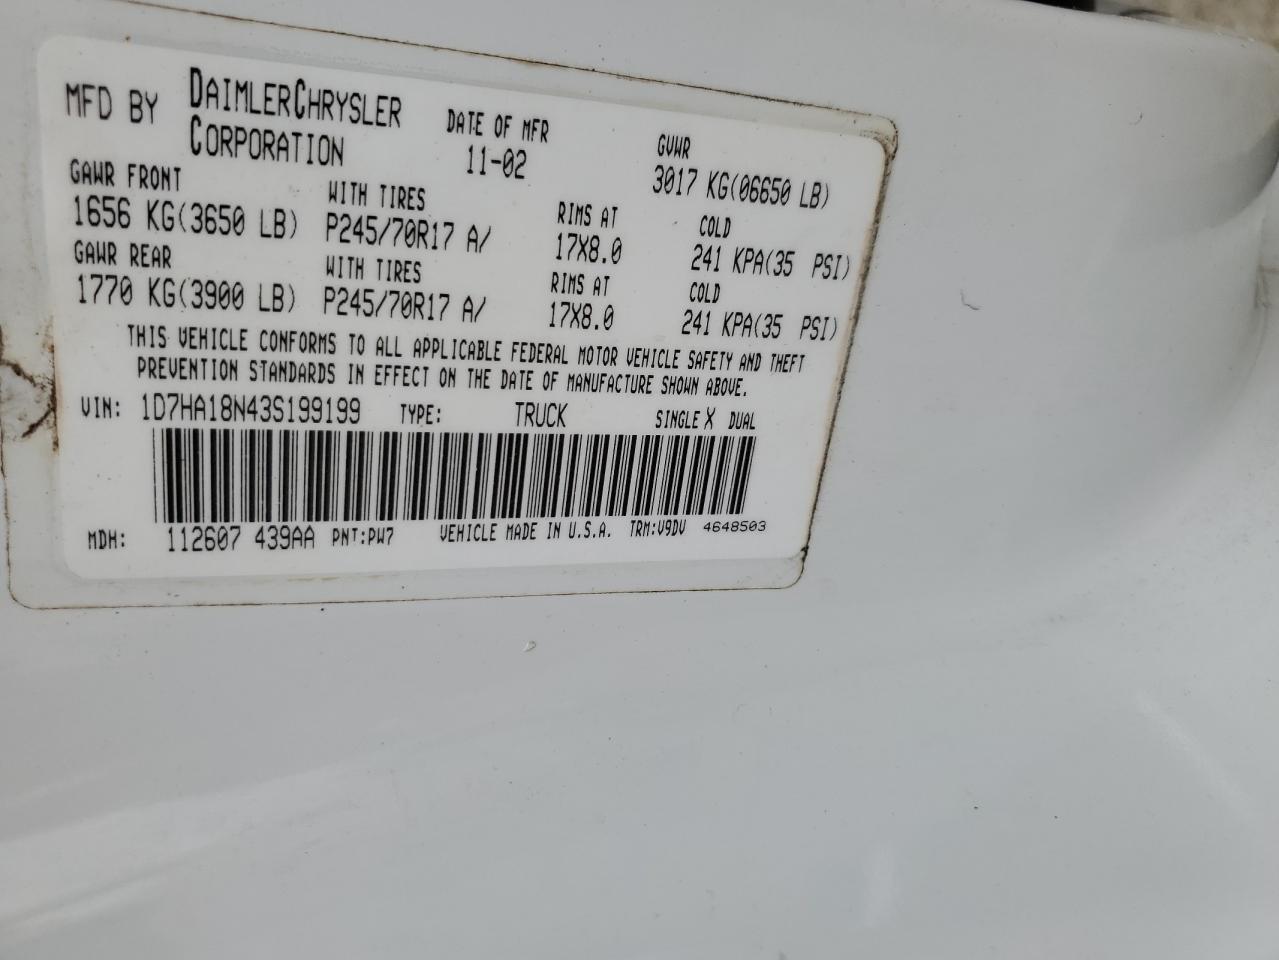 MFD BY DAIMLERCHRYSLER CORPORATION DATE OF MFR 11-02 GVWR 3017 KG(06650 LB)
GAWR FRONT WITH TIRES RIMS AT COLD
1656 KG(3650 LB) P245/70R17 A/ 17X8.0 241 KPA(35 PSI)
GAWR REAR WITH TIRES RIMS AT COLD
1770 KG(3900 LB) P245/70R17 A/ 17X8.0 241 KPA(35 PSI)
THIS VEHICLE CONFORMS TO ALL APPLICABLE FEDERAL MOTOR VEHICLE SAFETY AND THEFT
PREVENTION STANDARDS IN EFFECT ON THE DATE OF MANUFACTURE SHOWN ABOVE.
VIN: 1D7HA18N43S199199 TYPE: TRUCK SINGLE X DUAL
MDH: 112607 439AA PNT:PW7 VEHICLE MADE IN U.S.A. TRM:V9DV 4648503